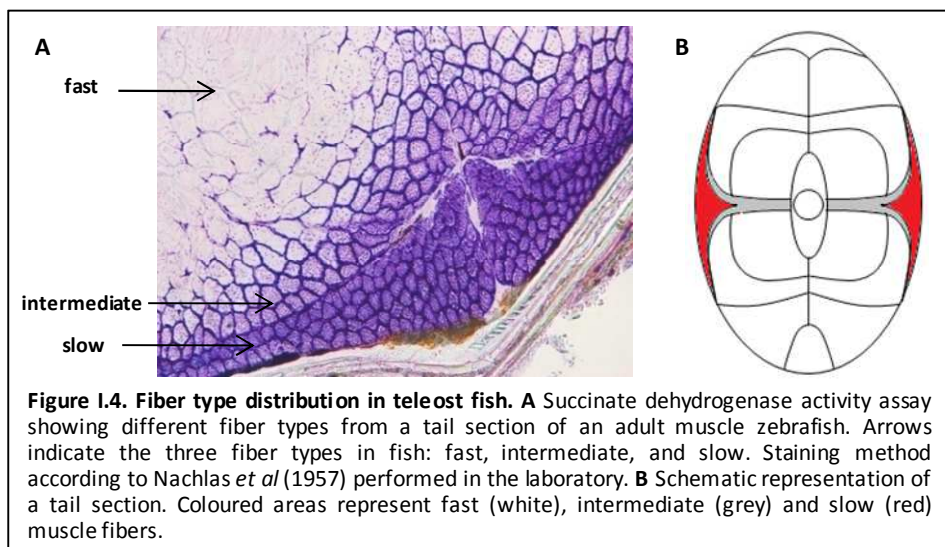 A
B
fast
intermediate
slow
Figure I.4. Fiber type distribution in teleost fish. A Succinate dehydrogenase activity assay
showing different fiber types from a tail section of an adult muscle zebrafish. Arrows
indicate the three fiber types in fish: fast, intermediate, and slow. Staining method
according to Nachlas et al (1957) performed in the laboratory. B Schematic representation of
a tail section. Coloured areas represent fast (white), intermediate (grey) and slow (red)
muscle fibers.